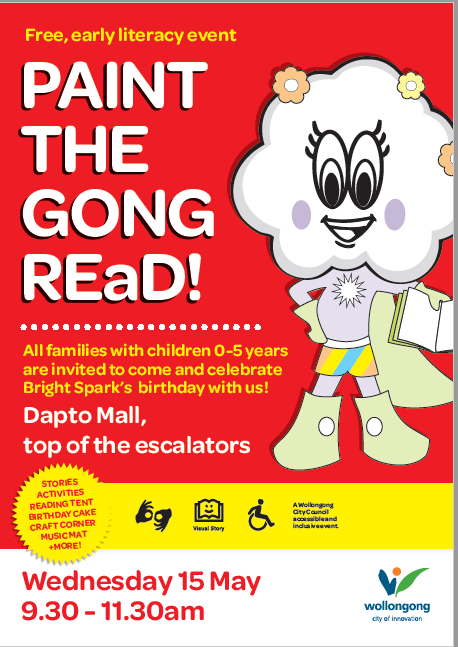 Free, early literacy event
PAINT
THE
GONG
REaD!
All families with children 0-5 years
are invited to come and celebrate
Bright Spark's birthday with us!
Dapto Mall,
top of the escalators
STORIES
ACTIVITIES
READING TENT
BIRTHDAY CAKE
CRAFT CORNER
MUSIC MAT
+MORE!
Visual Story
A Wollongong
City Council
accessible and
inclusive event.
Wednesday 15 May
9.30 - 11.30am
wollongong
city of innovation